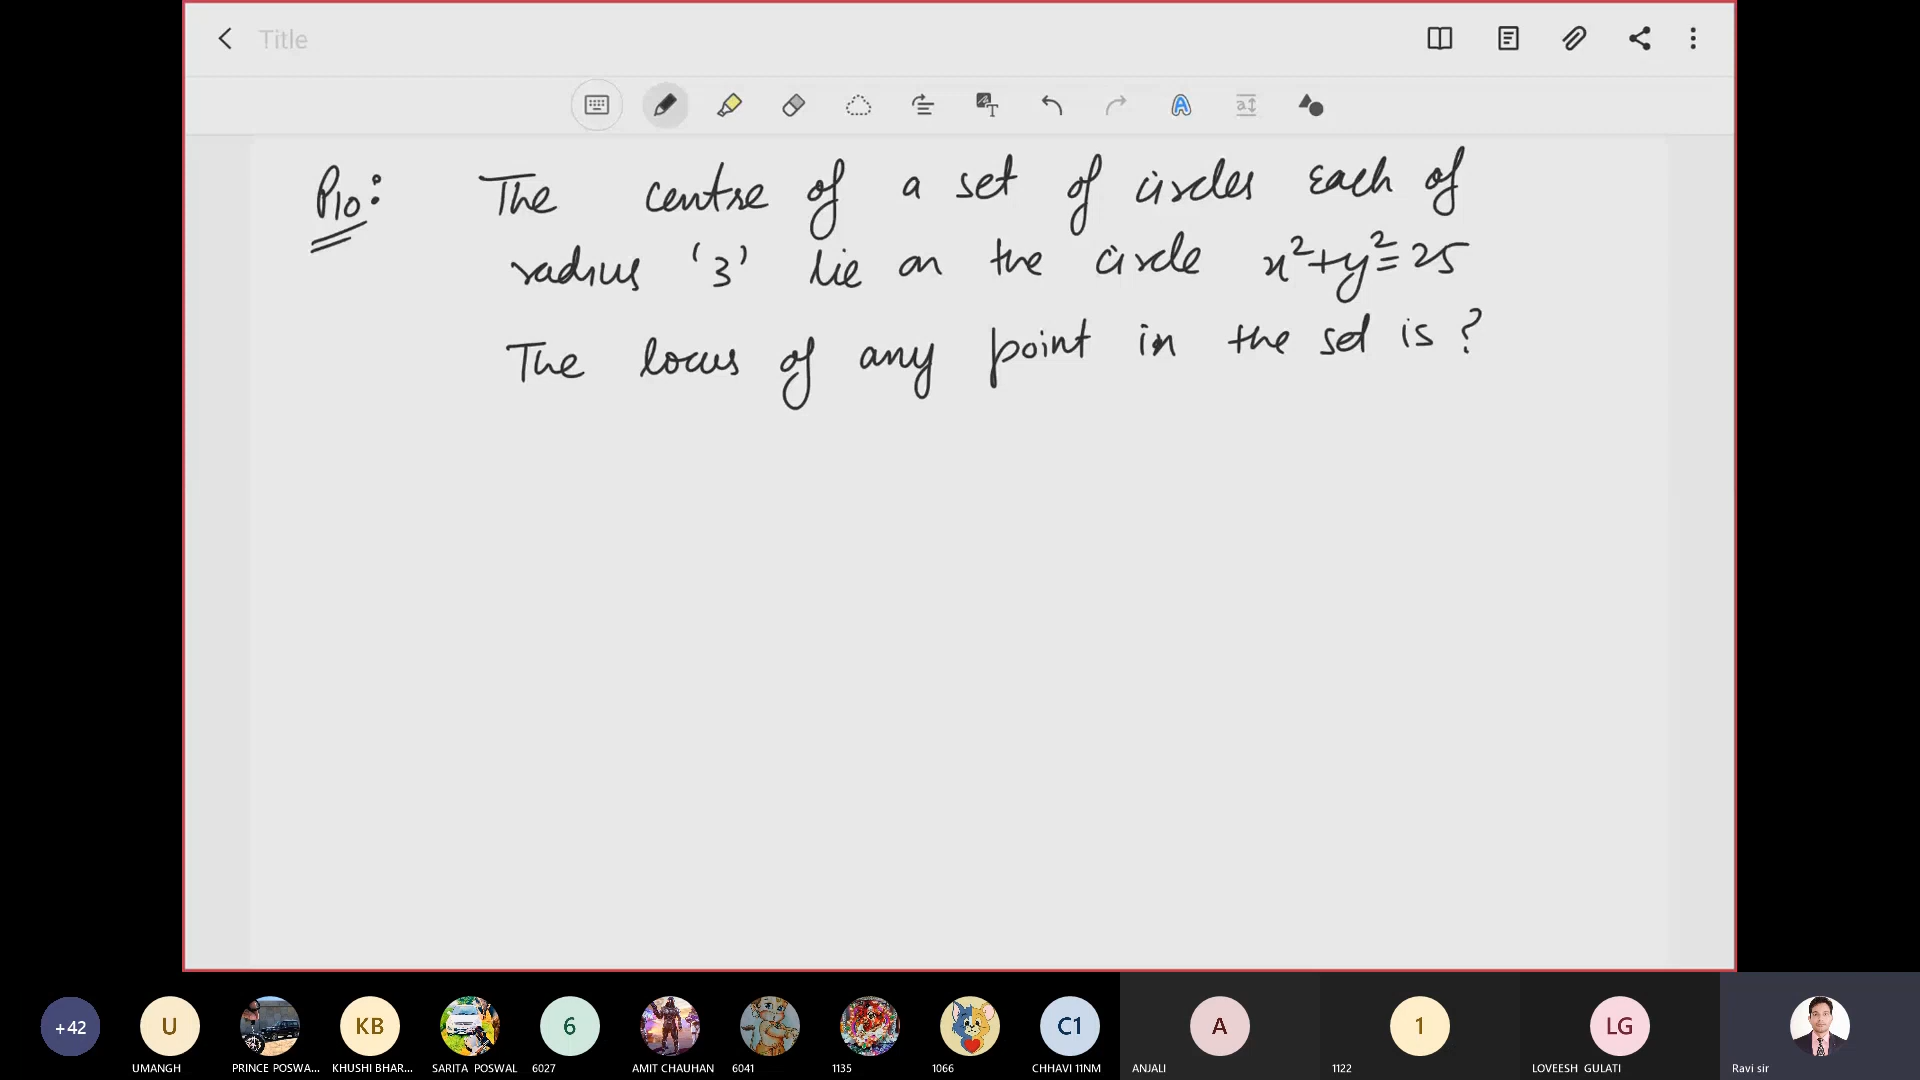 Title
P10: The centre of a set of circles each of
radius '3' lie on the circle x²+y²=25
The locus of any point in the set is ?
+42
U
KB
6
C1
A
1
LG
UMANGH
PRINCE POSWA...
KHUSHI BHAR...
SARITA POSWAL
6027
AMIT CHAUHAN
6041
1135
1066
CHHAVI 11NM
ANJALI
1122
LOVEESH GULATI
Ravi sir